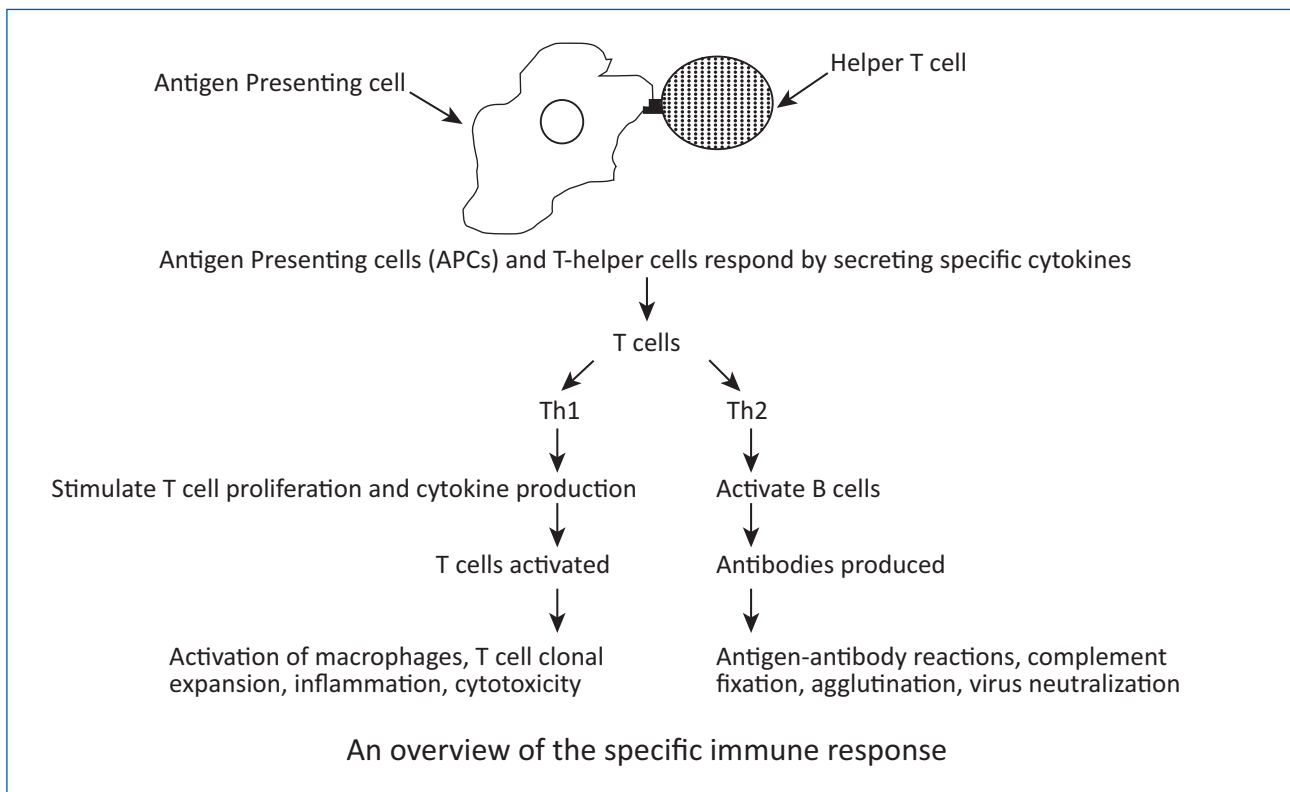 Antigen Presenting cell
Helper T cell
Antigen Presenting cells (APCs) and T-helper cells respond by secreting specific cytokines
T cells
Th1
Th2
Stimulate T cell proliferation and cytokine production
Activate B cells
T cells activated
Antibodies produced
Activation of macrophages, T cell clonal
expansion, inflammation, cytotoxicity
Antigen-antibody reactions, complement
fixation, agglutination, virus neutralization
An overview of the specific immune response